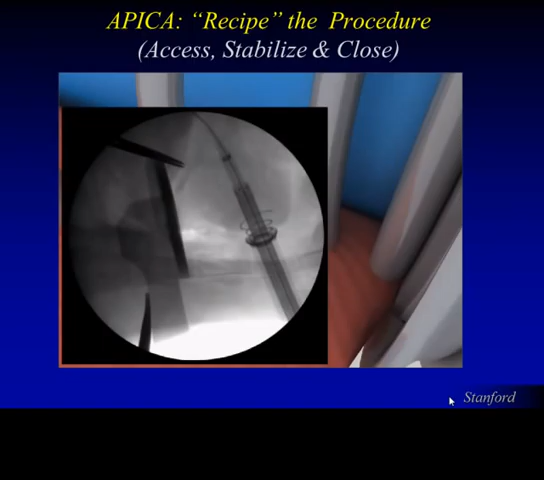 APICA: “Recipe” the Procedure
(Access, Stabilize & Close)
Stanford